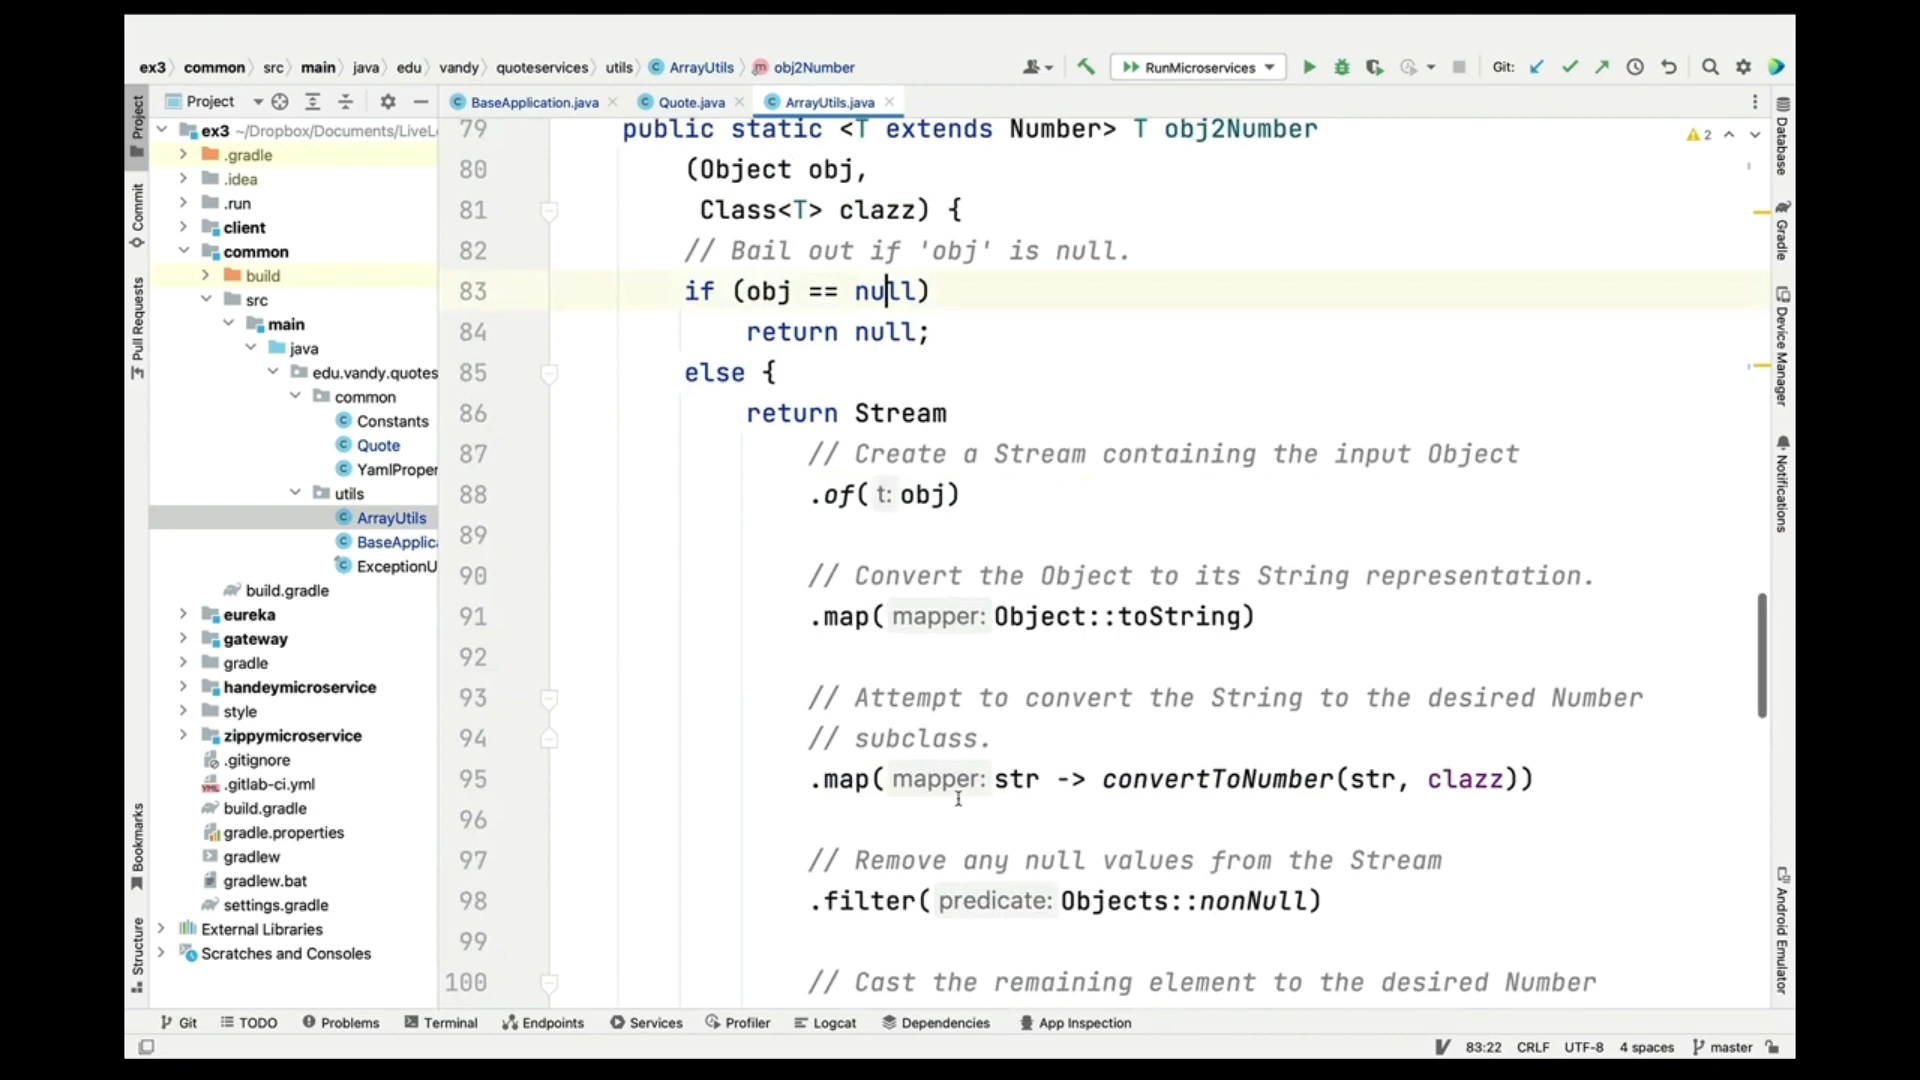 ex3 common src main java edu vandy quoteservices utils ArrayUtils obj2Number
RunMicroservices
Git:
Project
BaseApplication.java
Quote.java
ArrayUtils.java
Project
Commit
Pull Requests
Bookmarks
Structure
ex3 ~/Dropbox/Documents/LiveL
.gradle
.idea
.run
client
common
build
src
main
java
edu.vandy.quotes
common
Constants
Quote
YamlProper
utils
ArrayUtils
BaseApplic
ExceptionU
build.gradle
eureka
gateway
gradle
handeymicroservice
style
zippymicroservice
.gitignore
.gitlab-ci.yml
build.gradle
gradle.properties
gradlew
gradlew.bat
settings.gradle
External Libraries
Scratches and Consoles
2
79 public static <T extends Number> T obj2Number
80 (Object obj,
81 Class<T> clazz) {
82 // Bail out if 'obj' is null.
83 if (obj == null)
84 return null;
85 else {
86 return Stream
87 // Create a Stream containing the input Object
88 .of( t: obj)
89
90 // Convert the Object to its String representation.
91 .map( mapper: Object::toString)
92
93 // Attempt to convert the String to the desired Number
94 // subclass.
95 .map( mapper: str -> convertToNumber(str, clazz))
96
97 // Remove any null values from the Stream
98 .filter( predicate: Objects::nonNull)
99
100 // Cast the remaining element to the desired Number
Database
Gradle
Device Manager
Notifications
Android Emulator
Git TODO Problems Terminal Endpoints Services Profiler Logcat Dependencies App Inspection
83:22 CRLF UTF-8 4 spaces master